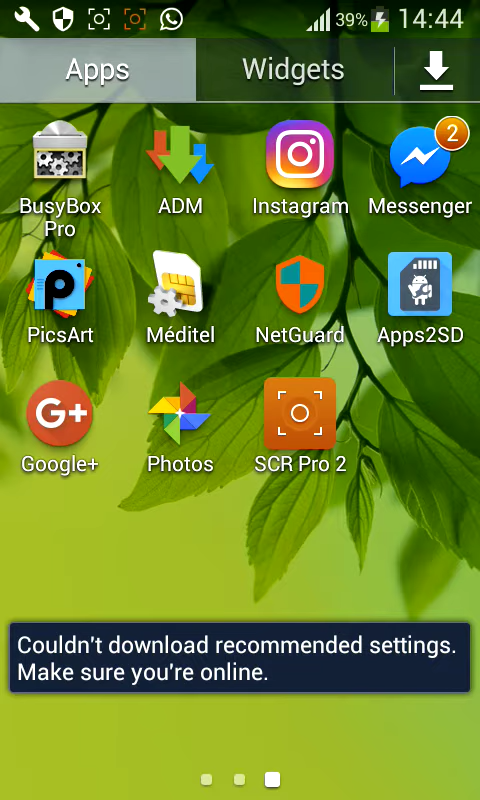 39% 14:44
Apps Widgets
2
BusyBox Pro ADM Instagram Messenger
PicsArt Méditel NetGuard Apps2SD
G+ 
Google+ Photos SCR Pro 2
Couldn't download recommended settings.
Make sure you're online.